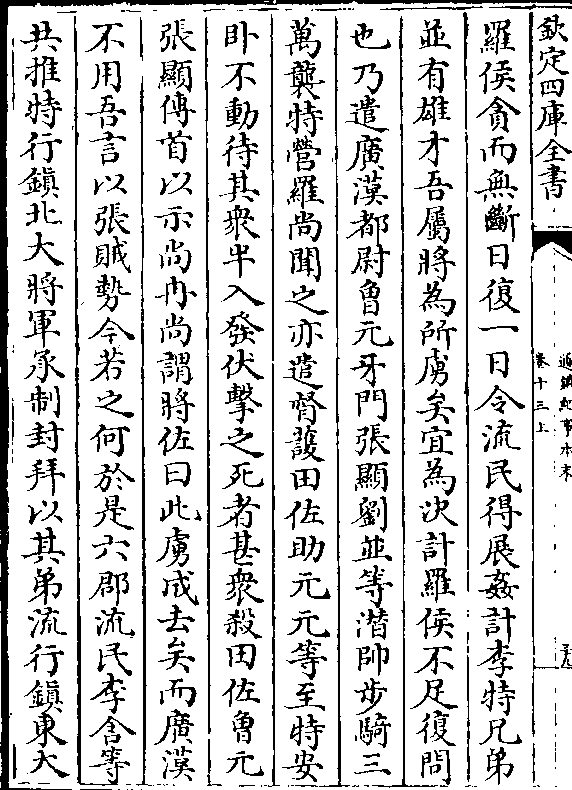 欽定四庫全書
通鑑紀事本末
卷十三上
羅侯貪而無斷日復一日令流民得展姦計李特兄弟
並有雄才吾屬將為所虜矣宜為決計羅侯不足復問
也乃遣廣漢都尉曾元牙門張顯劉並等潛帥步騎三
萬襲特營羅尚聞之亦遣督護田佐助元元等至特安
卧不動待其衆半入發伏擊之死者甚衆殺田佐曾元
張顯傳首以示尚冉尚謂將佐曰此虜成去矣而廣漢
不用吾言以張賊勢今若之何於是六郡流民李含等
共推特行鎮北大將軍承制封拜以其弟流行鎮東大